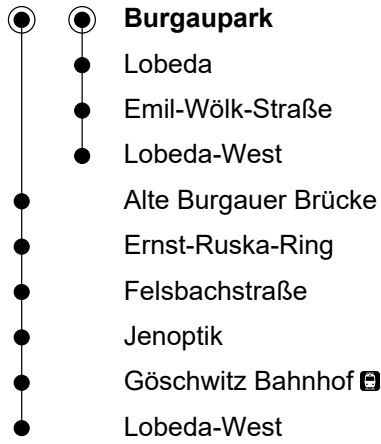 Burgaupark
Lobeda
Emil-Wölk-Straße
Lobeda-West
Alte Burgauer Brücke
Ernst-Ruska-Ring
Felsbachstraße
Jenoptik
Göschwitz Bahnhof
Lobeda-West